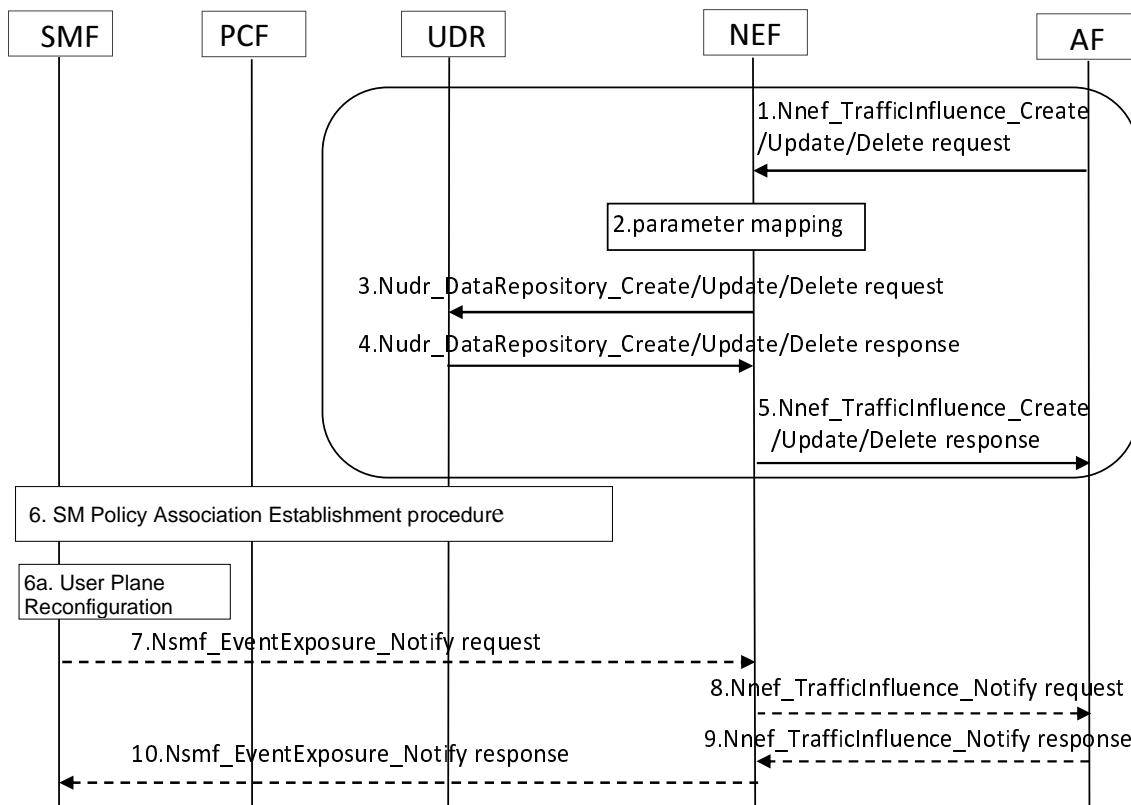 SMF
PCF
UDR
NEF
AF
1.Nnef_TrafficInfluence_Create
/Update/Delete request
2.parameter mapping
3.Nudr_DataRepository_Create/Update/Delete request
4.Nudr_DataRepository_Create/Update/Delete response
5.Nnef_TrafficInfluence_Create
/Update/Delete response
6. SM Policy Association Establishment procedure
6a. User Plane
Reconfiguration
7.Nsmf_EventExposure_Notify request
8.Nnef_TrafficInfluence_Notify request
9.Nnef_TrafficInfluence_Notify response
10.Nsmf_EventExposure_Notify response